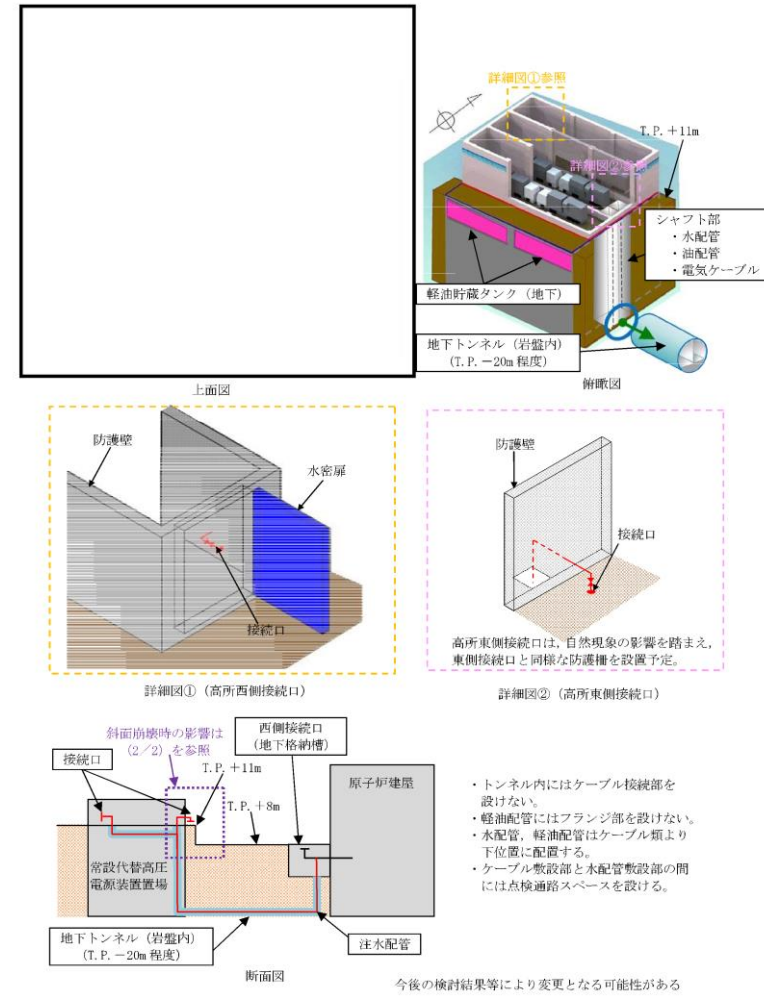 上面図
詳細図①参照
T.P.+11m
詳細図②参照
シャフト部
・水配管
・油配管
・電気ケーブル
軽油貯蔵タンク（地下）
地下トンネル（岩盤内）
(T.P.－20m 程度)
俯瞰図
防護壁
水密扉
接続口
詳細図①（高所西側接続口）
防護壁
接続口
高所東側接続口は，自然現象の影響を踏まえ，
東側接続口と同様な防護柵を設置予定。
詳細図②（高所東側接続口）
斜面崩壊時の影響は
(2／2) を参照
接続口
T.P.+11m
西側接続口
(地下格納槽)
T.P.+8m
原子炉建屋
常設代替高圧
電源装置置場
地下トンネル（岩盤内）
(T.P.－20m 程度)
注水配管
断面図
・トンネル内にはケーブル接続部を
設けない。
・軽油配管にはフランジ部を設けない。
・水配管，軽油配管はケーブル類より
下位置に配置する。
・ケーブル敷設部と水配管敷設部の間
には点検通路スペースを設ける。
今後の検討結果等により変更となる可能性がある